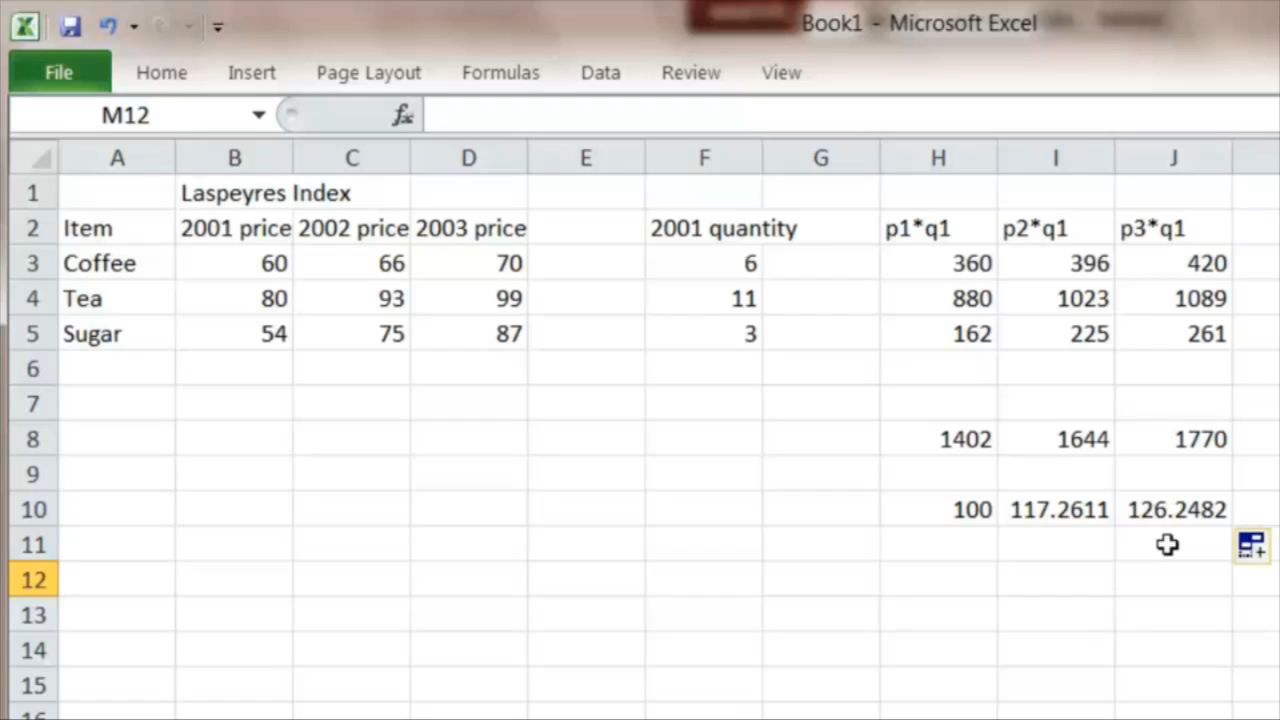 Book1 - Microsoft Excel
File Home Insert Page Layout Formulas Data Review View
M12 fx
A B C D E F G H I J
1 Laspeyres Index
2 Item 2001 price 2002 price 2003 price 2001 quantity p1*q1 p2*q1 p3*q1
3 Coffee 60 66 70 6 360 396 420
4 Tea 80 93 99 11 880 1023 1089
5 Sugar 54 75 87 3 162 225 261
6
7
8 1402 1644 1770
9
10 100 117.2611 126.2482
11
12
13
14
15
16